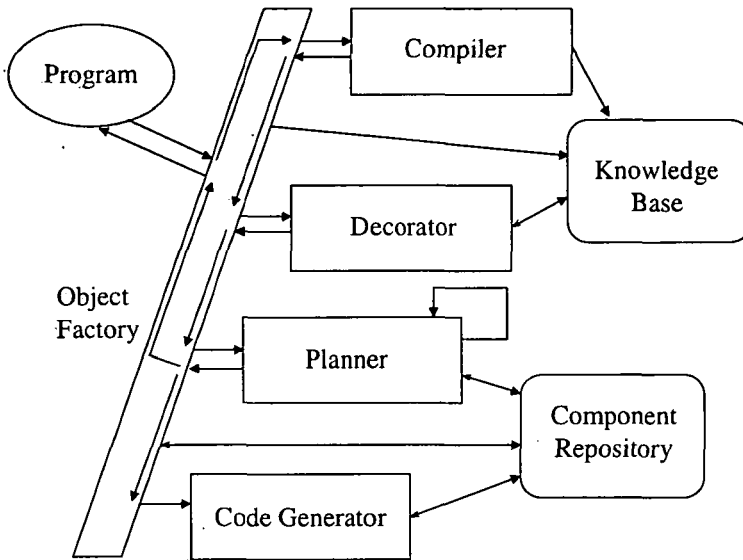 Compiler
Program
Knowledge
Base
Decorator
Object
Factory
Planner
Component
Repository
Code Generator